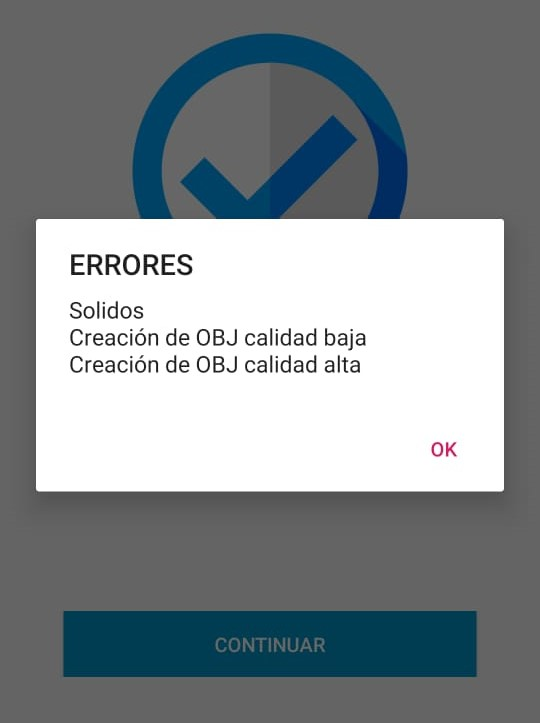 ERRORES
Solidos
Creación de OBJ calidad baja
Creación de OBJ calidad alta
OK
CONTINUAR